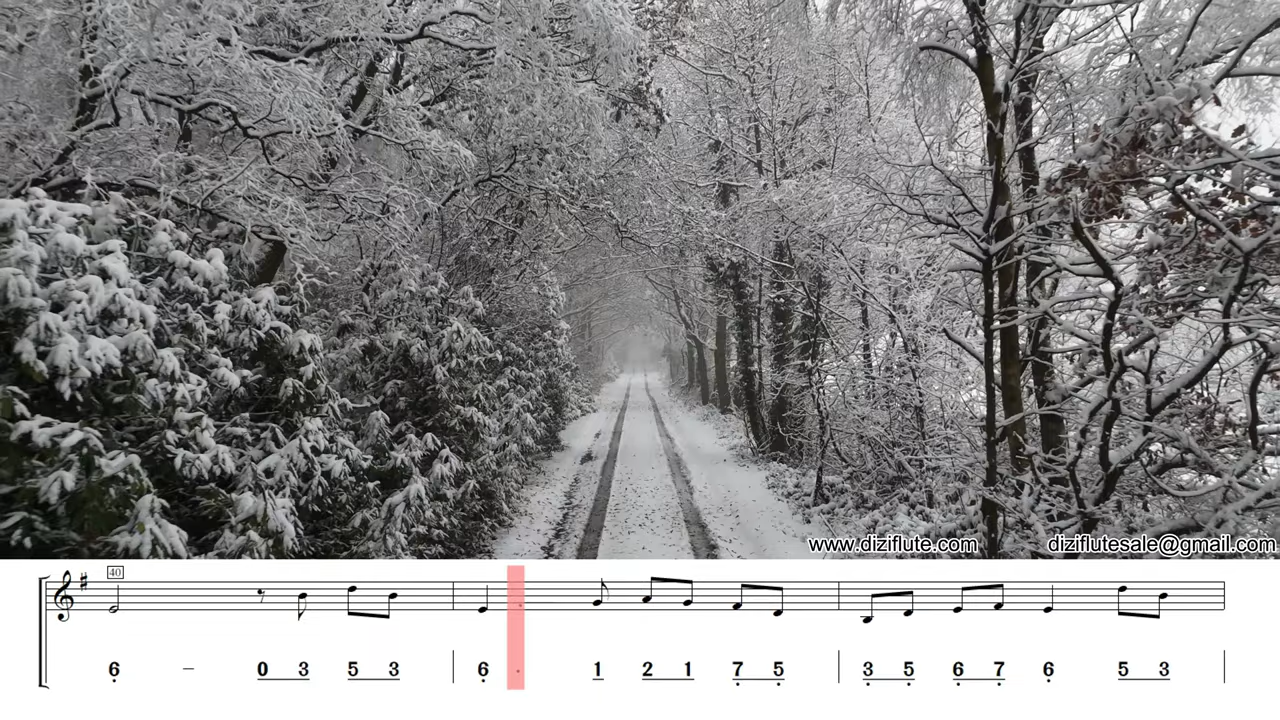 www.diziflute.com diziflutesale@gmail.com
40
6 – 0 3 5 3 6 · 1 2 1 7 5 3 5 6 7 6 5 3